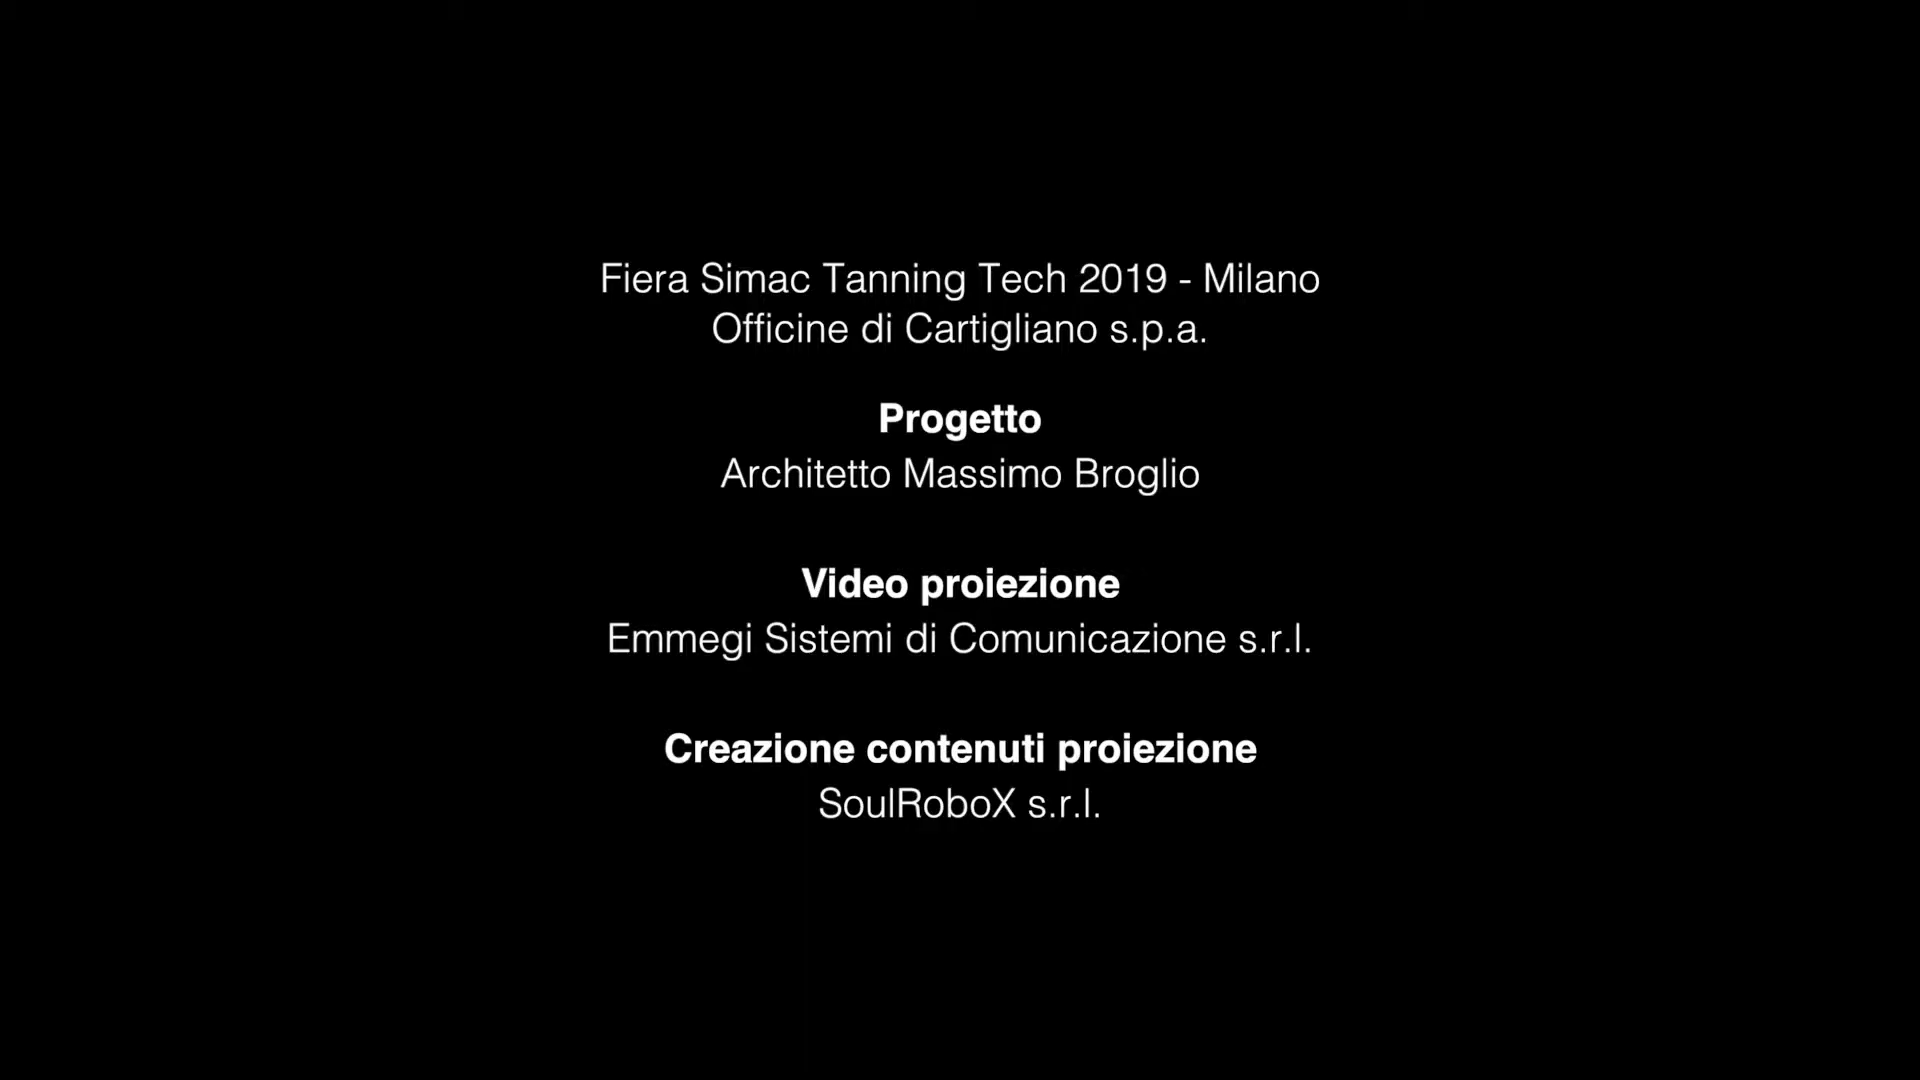 Fiera Simac Tanning Tech 2019 - Milano
Officine di Cartigliano s.p.a.
Progetto
Architetto Massimo Broglio
Video proiezione
Emmegi Sistemi di Comunicazione s.r.l.
Creazione contenuti proiezione
SoulRoboX s.r.l.